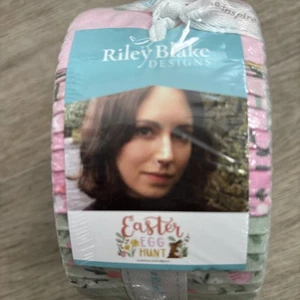 Riley Blake
DESIGNS
Easter
EGG
HUNT